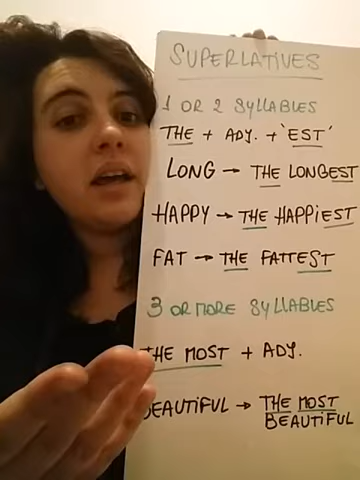 SUPERLATIVES
1 OR 2 SYLLABLES
THE + ADJ. + 'EST'
LONG → THE LONGEST
HAPPY → THE HAPPIEST
FAT → THE FATTEST
3 OR MORE SYLLABLES
THE MOST + ADJ.
BEAUTIFUL → THE MOST
BEAUTIFUL